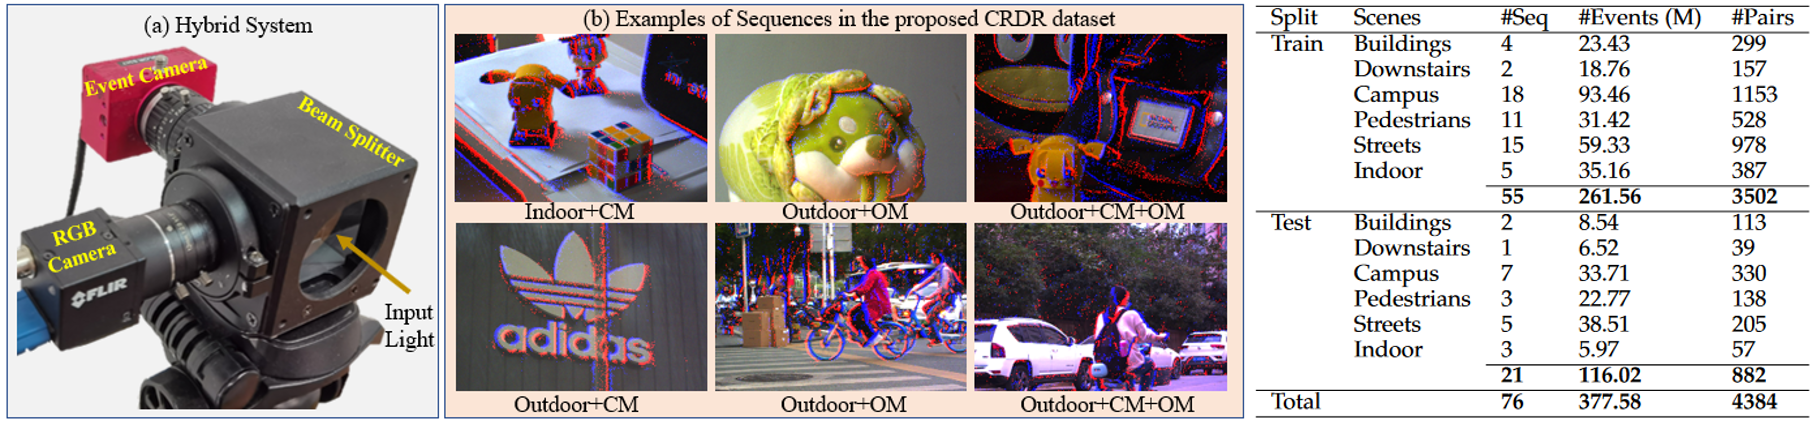 (a) Hybrid System
Event Camera
Beam Splitter
RGB
Camera
FLIR
Input
Light
(b) Examples of Sequences in the proposed CRDR dataset
Indoor+CM
Outdoor+OM
Outdoor+CM+OM
adidas
Outdoor+CM
Outdoor+OM
Outdoor+CM+OM
Split Scenes #Seq #Events (M) #Pairs
Train Buildings 4 23.43 299
Downstairs 2 18.76 157
Campus 18 93.46 1153
Pedestrians 11 31.42 528
Streets 15 59.33 978
Indoor 5 35.16 387
55 261.56 3502
Test Buildings 2 8.54 113
Downstairs 1 6.52 39
Campus 7 33.71 330
Pedestrians 3 22.77 138
Streets 5 38.51 205
Indoor 3 5.97 57
21 116.02 882
Total 76 377.58 4384